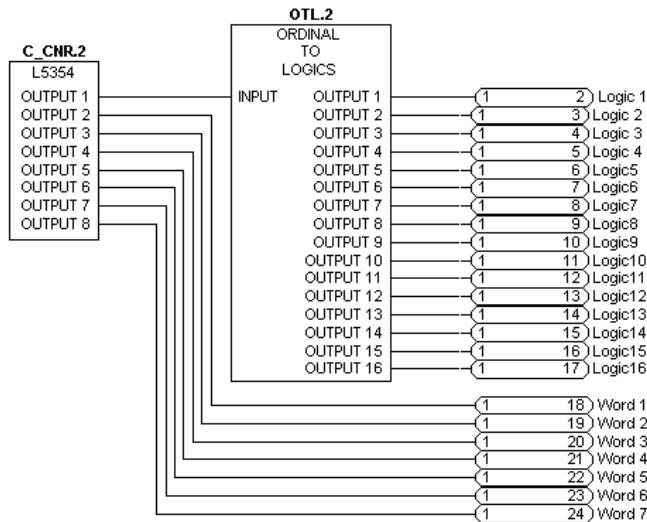 OTL.2
ORDINAL
TO
LOGICS
C_CNR.2
L5354
OUTPUT 1 INPUT OUTPUT 1 1 2 Logic 1
OUTPUT 2 OUTPUT 2 1 3 Logic 2
OUTPUT 3 OUTPUT 3 1 4 Logic 3
OUTPUT 4 OUTPUT 4 1 5 Logic 4
OUTPUT 5 OUTPUT 5 1 6 Logic5
OUTPUT 6 OUTPUT 6 1 7 Logic6
OUTPUT 7 OUTPUT 7 1 8 Logic7
OUTPUT 8 OUTPUT 8 1 9 Logic8
OUTPUT 9 1 10 Logic9
OUTPUT 10 1 11 Logic10
OUTPUT 11 1 12 Logic11
OUTPUT 12 1 13 Logic12
OUTPUT 13 1 14 Logic13
OUTPUT 14 1 15 Logic14
OUTPUT 15 1 16 Logic15
OUTPUT 16 1 17 Logic16
1 18 Word 1
1 19 Word 2
1 20 Word 3
1 21 Word 4
1 22 Word 5
1 23 Word 6
1 24 Word 7